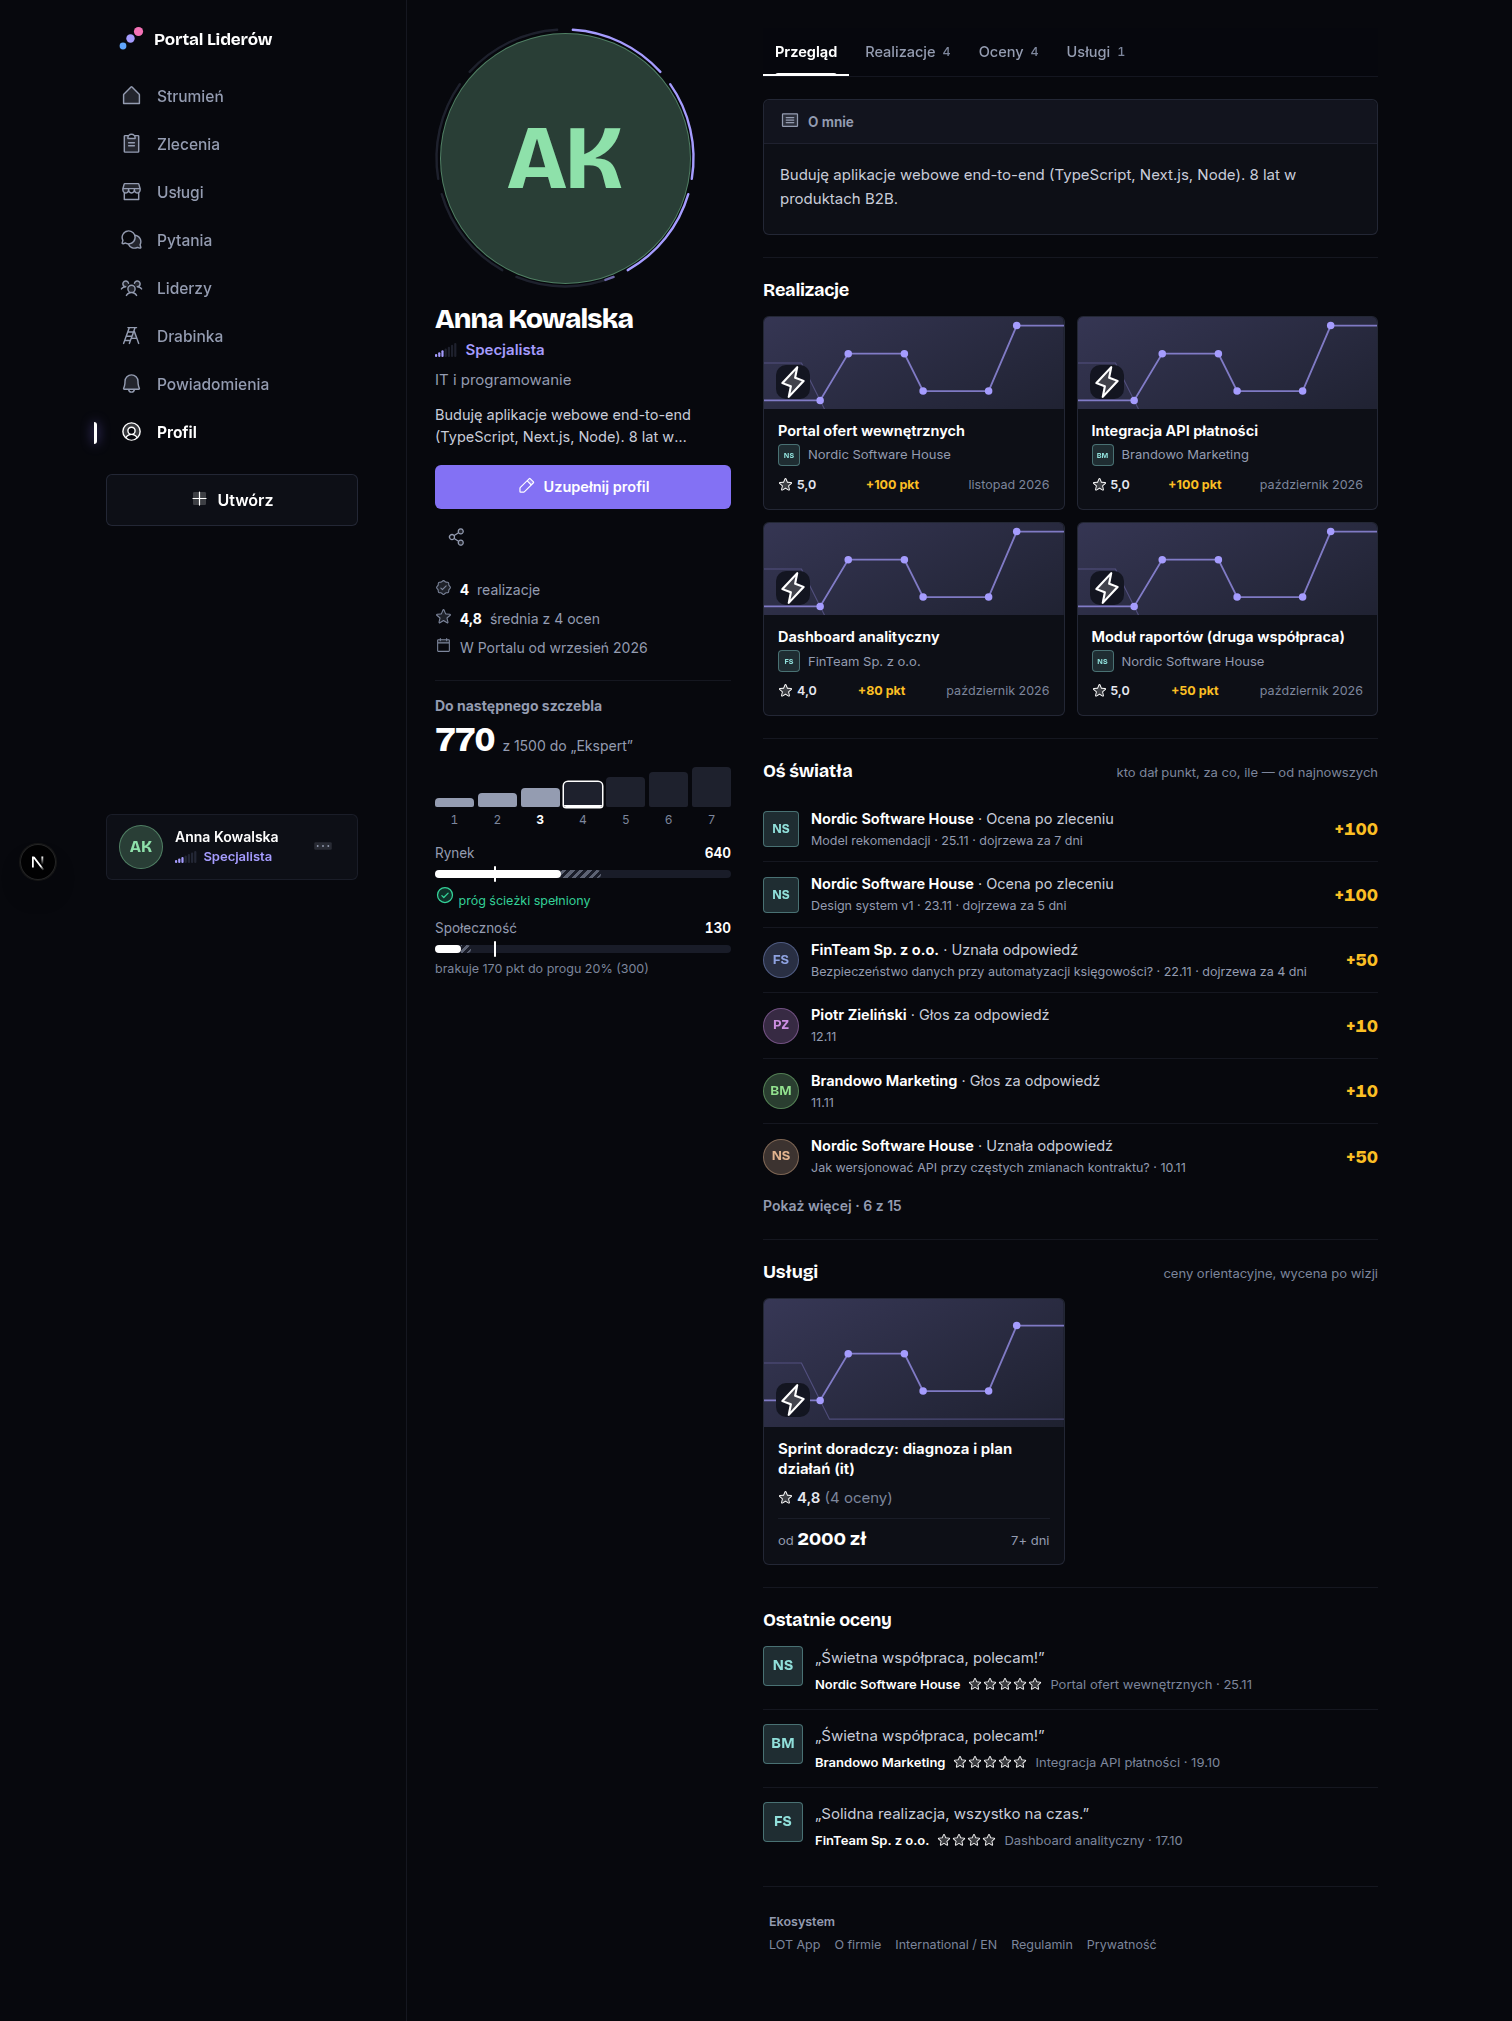 Portal Liderów
Strumień
Zlecenia
Usługi
Pytania
Liderzy
Drabinka
Powiadomienia
Profil
Utwórz
AK
Anna Kowalska
Specjalista
N
AK
Anna Kowalska
Specjalista
IT i programowanie
Buduję aplikacje webowe end-to-end
(TypeScript, Next.js, Node). 8 lat w…
Uzupełnij profil
4 realizacje
4,8 średnia z 4 ocen
W Portalu od wrzesień 2026
Do następnego szczebla
770 z 1500 do „Ekspert”
1 2 3 4 5 6 7
Rynek 640
próg ścieżki spełniony
Społeczność 130
brakuje 170 pkt do progu 20% (300)
Przegląd Realizacje 4 Oceny 4 Usługi 1
O mnie
Buduję aplikacje webowe end-to-end (TypeScript, Next.js, Node). 8 lat w
produktach B2B.
Realizacje
Portal ofert wewnętrznych
NS Nordic Software House
5,0 +100 pkt listopad 2026
Integracja API płatności
BM Brandowo Marketing
5,0 +100 pkt październik 2026
Dashboard analityczny
FS FinTeam Sp. z o.o.
4,0 +80 pkt październik 2026
Moduł raportów (druga współpraca)
NS Nordic Software House
5,0 +50 pkt październik 2026
Oś światła kto dał punkt, za co, ile — od najnowszych
NS Nordic Software House · Ocena po zleceniu +100
Model rekomendacji · 25.11 · dojrzewa za 7 dni
NS Nordic Software House · Ocena po zleceniu +100
Design system v1 · 23.11 · dojrzewa za 5 dni
FS FinTeam Sp. z o.o. · Uznała odpowiedź +50
Bezpieczeństwo danych przy automatyzacji księgowości? · 22.11 · dojrzewa za 4 dni
PZ Piotr Zieliński · Głos za odpowiedź +10
12.11
BM Brandowo Marketing · Głos za odpowiedź +10
11.11
NS Nordic Software House · Uznała odpowiedź +50
Jak wersjonować API przy częstych zmianach kontraktu? · 10.11
Pokaż więcej · 6 z 15
Usługi ceny orientacyjne, wycena po wizji
Sprint doradczy: diagnoza i plan
działań (it)
4,8 (4 oceny)
od 2000 zł 7+ dni
Ostatnie oceny
NS „Świetna współpraca, polecam!”
Nordic Software House Portal ofert wewnętrznych · 25.11
BM „Świetna współpraca, polecam!”
Brandowo Marketing Integracja API płatności · 19.10
FS „Solidna realizacja, wszystko na czas.”
FinTeam Sp. z o.o. Dashboard analityczny · 17.10
Ekosystem
LOT App O firmie International / EN Regulamin Prywatność